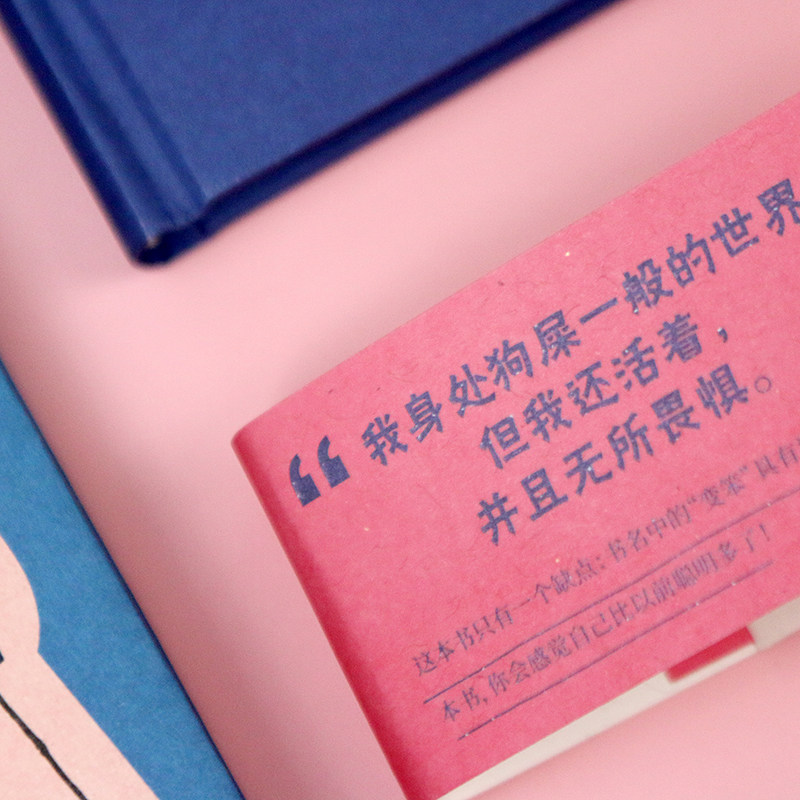 “我身处狗屎一般的世界
但我还活着，
并且无所畏惧。
这本书只有一个缺点：书名中的“变笨”具有
本书，你会感觉自己比以前聪明多了！